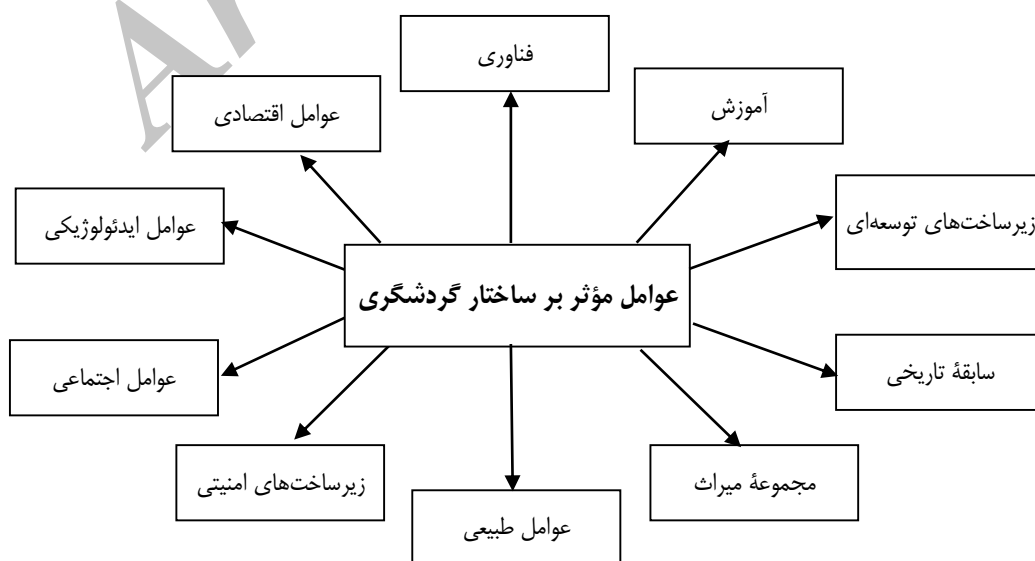 فناوری
آموزش
عوامل اقتصادی
زیرساخت‌های توسعه‌ای
عوامل ایدئولوژیکی
عوامل مؤثر بر ساختار گردشگری
سابقهٔ تاریخی
عوامل اجتماعی
مجموعهٔ میراث
زیرساخت‌های امنیتی
عوامل طبیعی